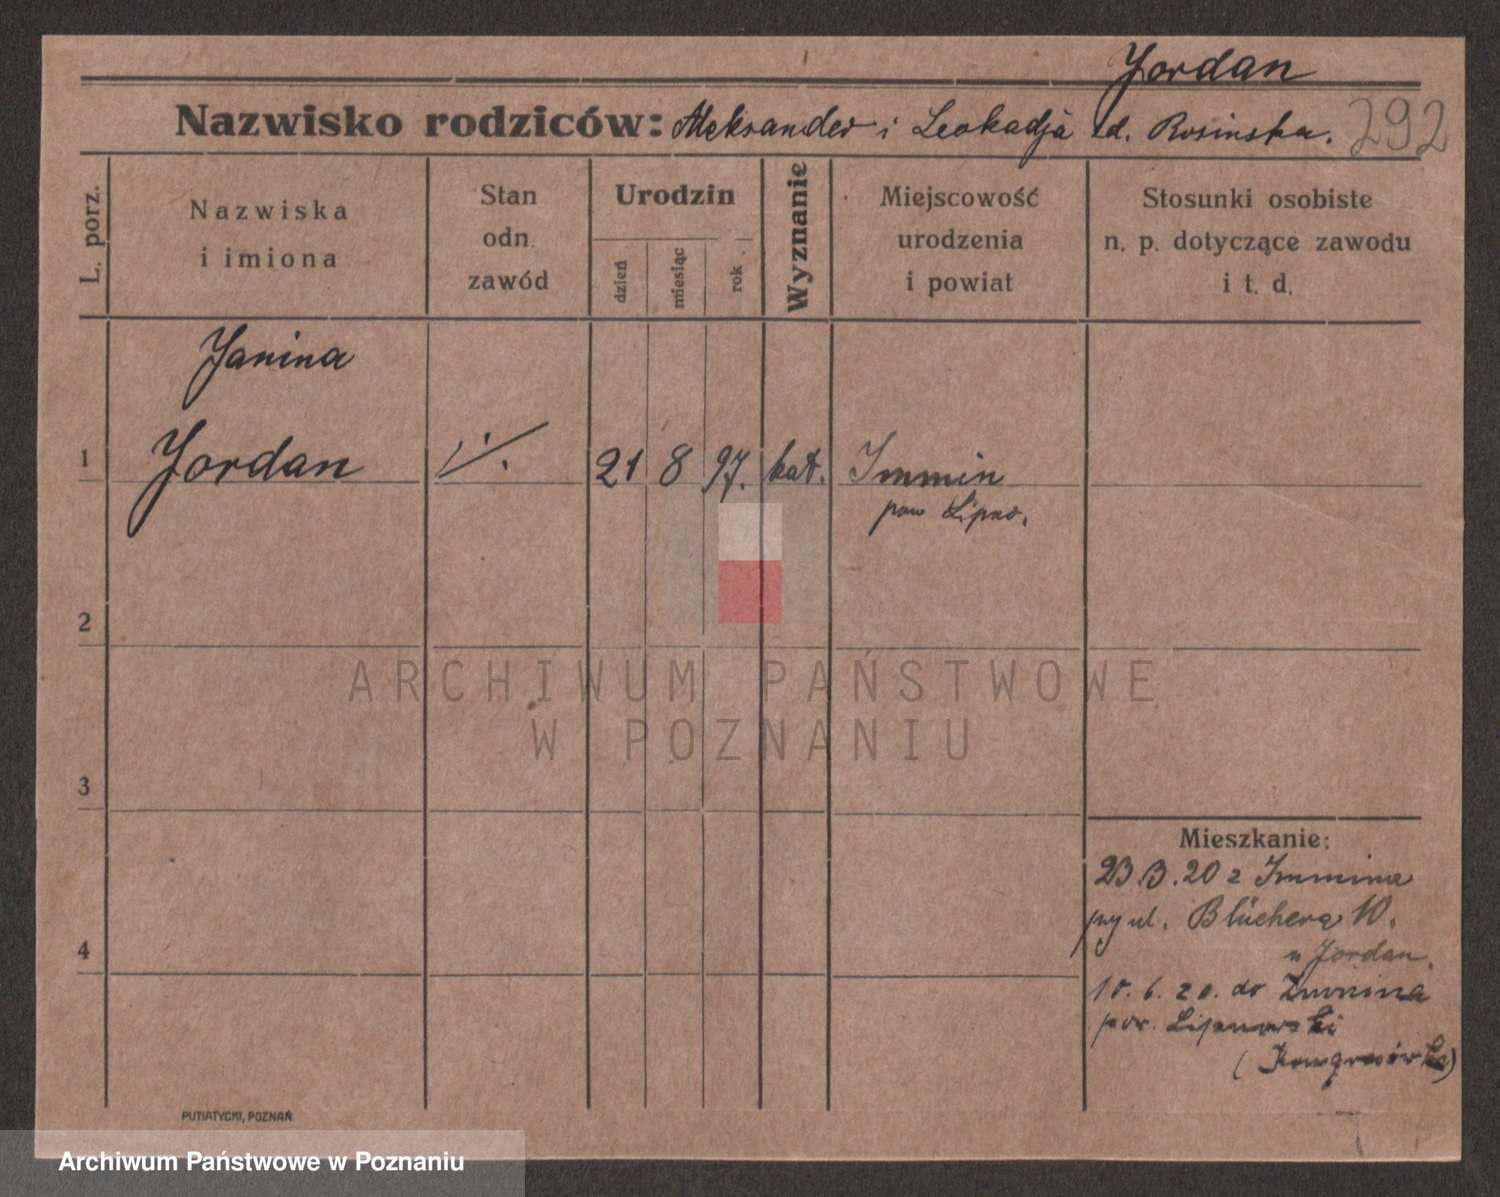 Jordan
Nazwisko rodziców: Aleksander i Leokadja zd. Rosinska. 292
L. porz.
Nazwiska
i imiona
Stan
odn.
zawód
Urodzin
dzień
miesiąc
rok
Wyznanie
Miejscowość
urodzenia
i powiat
Stosunki osobiste
n. p. dotyczące zawodu
i t. d.
Janina
1 Jordan 21 8 97. kat. Immin
pow Lipno.
2
3
4
Mieszkanie:
23.3.20 z Immina
przy ul. Blüchera 10.
u Jordan.
10.6.20. do
pow. Lipnowski
(Kongresówka)
PUTIATYCKI, POZNAŃ
ARCHIWUM PAŃSTWOWE
W POZNANIU
Archiwum Państwowe w Poznaniu